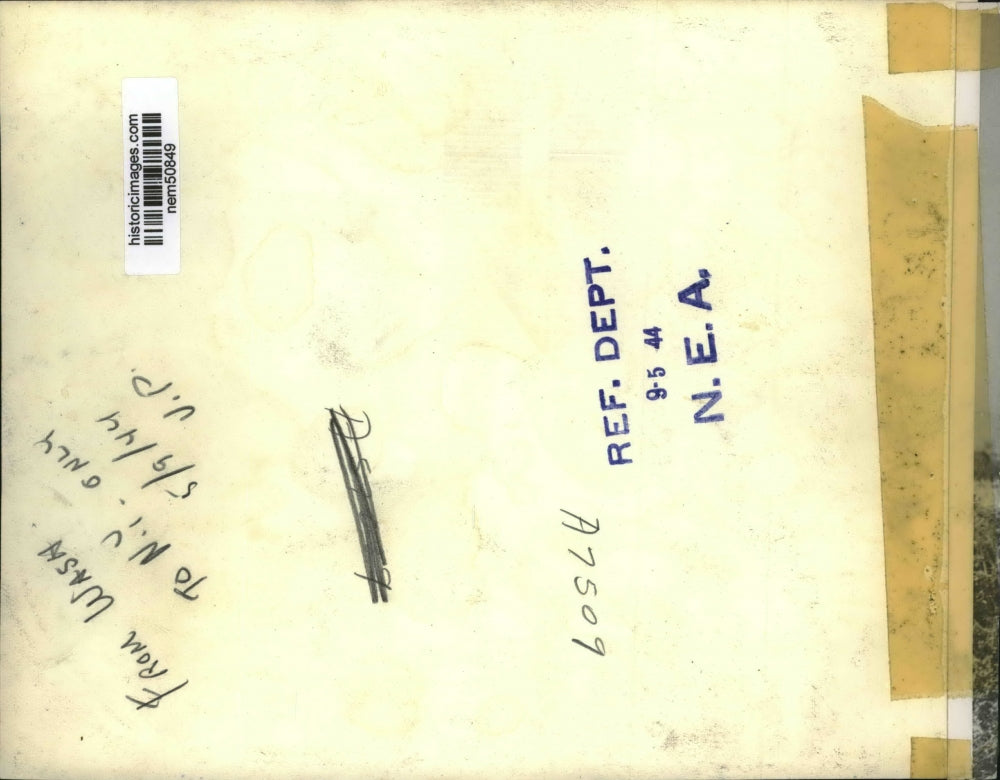 historicimages.com
nem50849
FROM WASH
N.C. ONLY
TO 5/9/44
J.P.
REF. DEPT.
9-5 44
N. E. A.
A7509